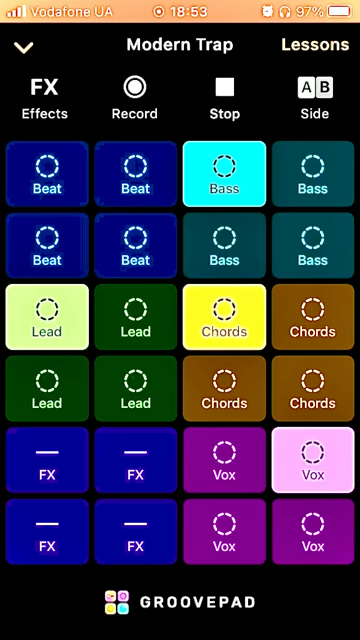 Vodafone UA 18:53 97%
Modern Trap Lessons
FX A B
Effects Record Stop Side
Beat Beat Bass Bass
Beat Beat Bass Bass
Lead Lead Chords Chords
Lead Lead Chords Chords
FX FX Vox Vox
FX FX Vox Vox
GROOVEPAD